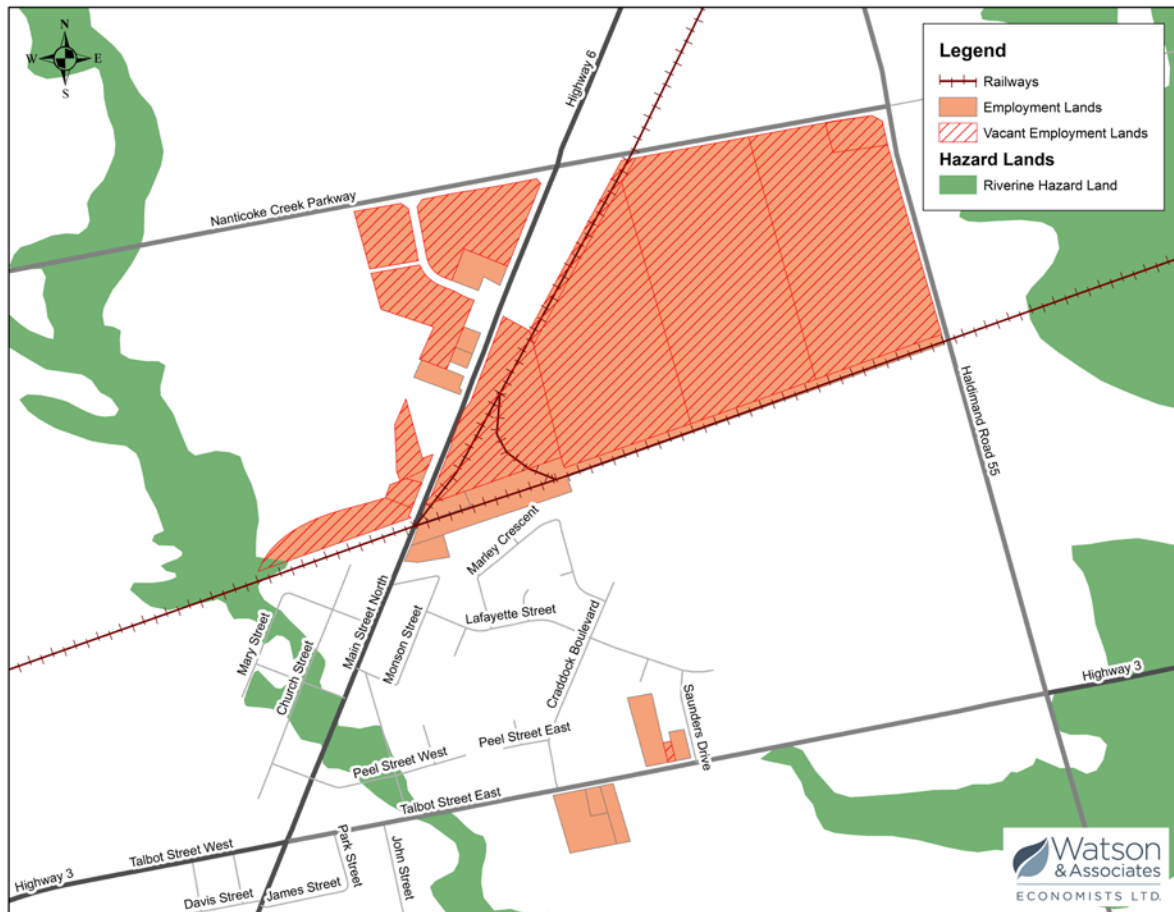 N
W E
S
Highway 6
Legend
Railways
Employment Lands
Vacant Employment Lands
Hazard Lands
Riverine Hazard Land
Nanticoke Creek Parkway
Haldimand Road 55
Marley Crescent
Main Street North
Monson Street
Lafayette Street
Mary Street
Church Street
Craddock Boulevard
Saunders Drive
Highway 3
Peel Street East
Peel Street West
Talbot Street East
Talbot Street West
Park Street
John Street
Highway 3
Davis Street
James Street
Watson
& Associates
ECONOMISTS LTD.